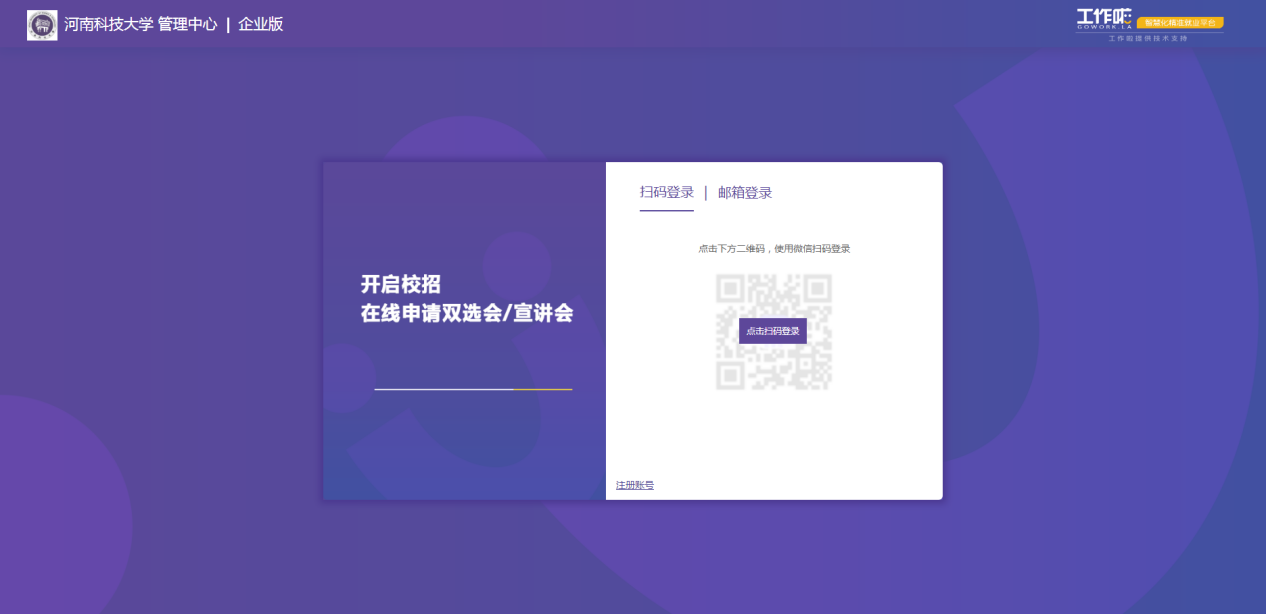 河南科技大学 管理中心 | 企业版
工作啦
GOWORK.LA
智慧化精准就业平台
工作啦提供技术支持
扫码登录 | 邮箱登录
点击下方二维码，使用微信扫码登录
开启校招
在线申请双选会/宣讲会
点击扫码登录
注册账号